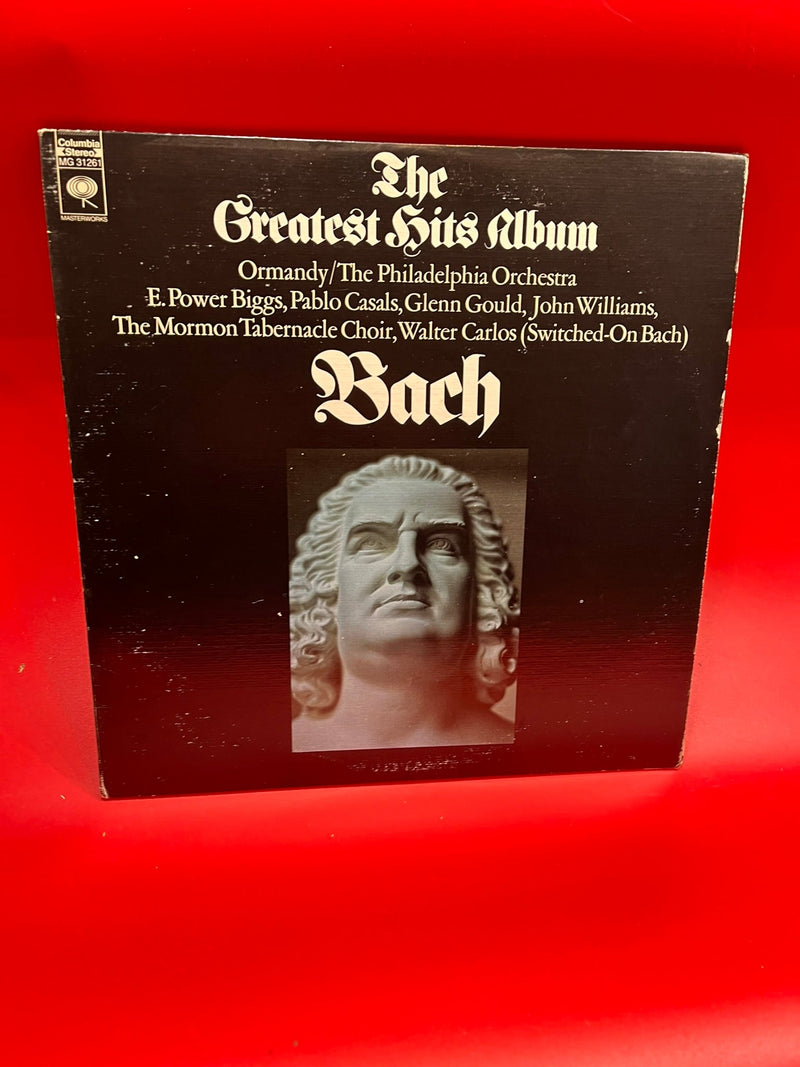 Columbia
Stereo
MG 31261
MASTERWORKS
The
Greatest Hits Album
Ormandy/The Philadelphia Orchestra
E. Power Biggs, Pablo Casals, Glenn Gould, John Williams,
The Mormon Tabernacle Choir, Walter Carlos (Switched-On Bach)
Bach